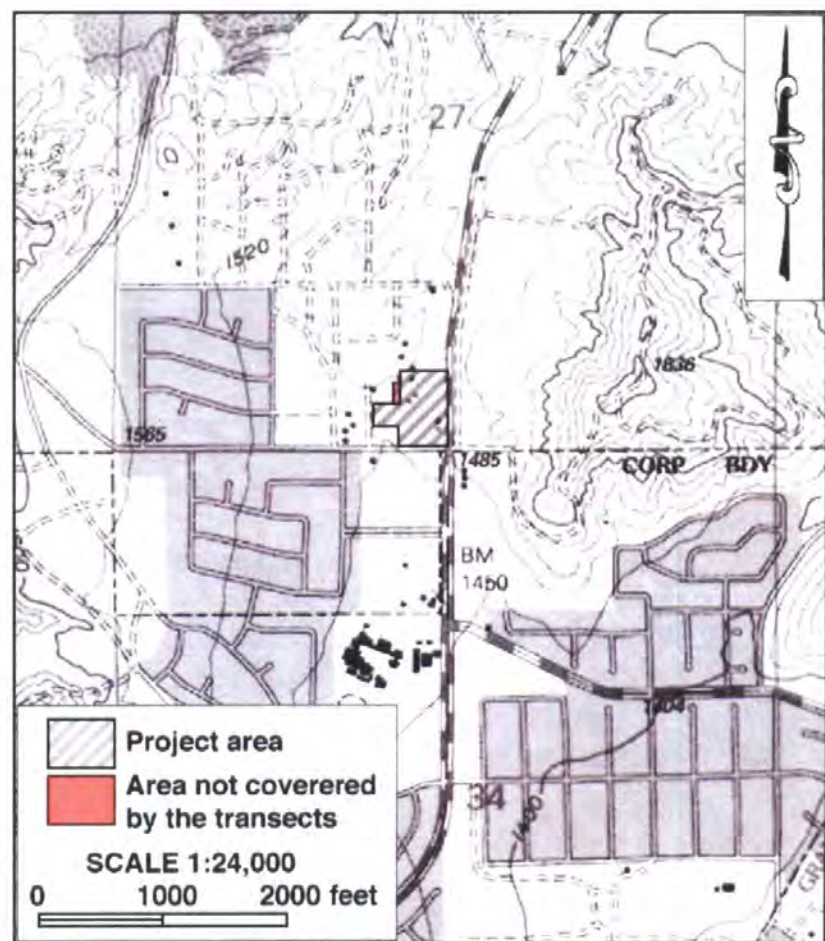 27
1520
1836
1565
1485
CORP BDY
BM
1450
1404
Project area
Area not coverered
by the transects
34
1400
SCALE 1:24,000
0 1000 2000 feet